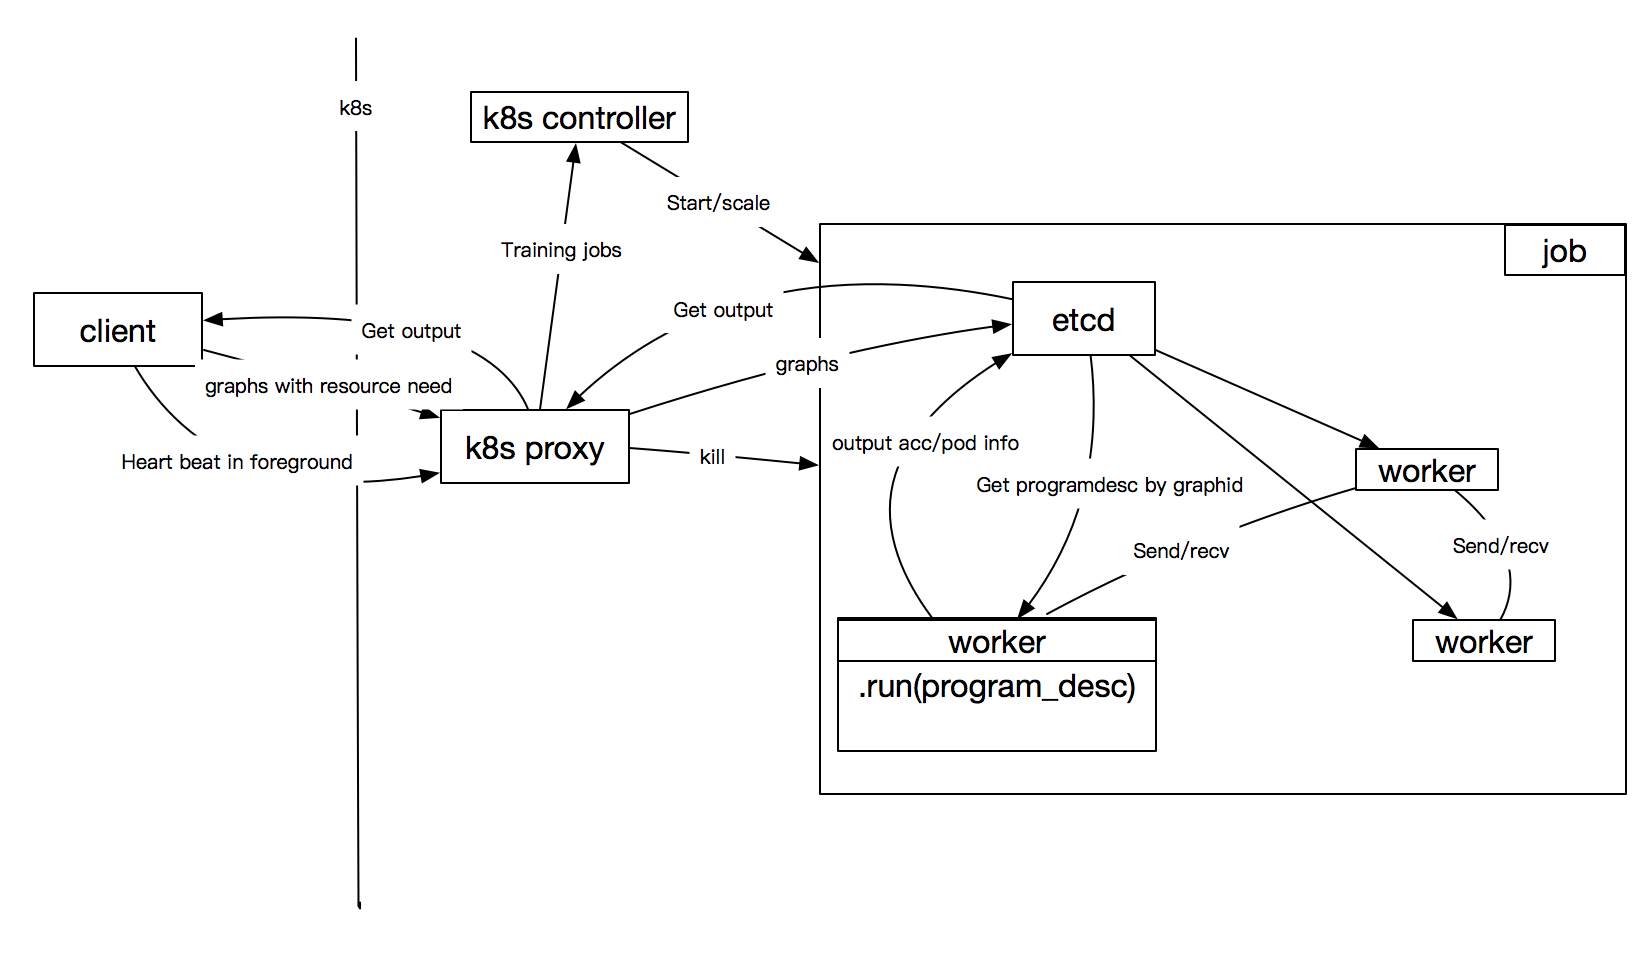 k8s
k8s controller
Start/scale
Training jobs
job
client
Get output
Get output
etcd
graphs with resource need
graphs
k8s proxy
kill
Heart beat in foreground
output acc/pod info
Get programdesc by graphid
worker
Send/recv
Send/recv
worker
.run(program_desc)
worker